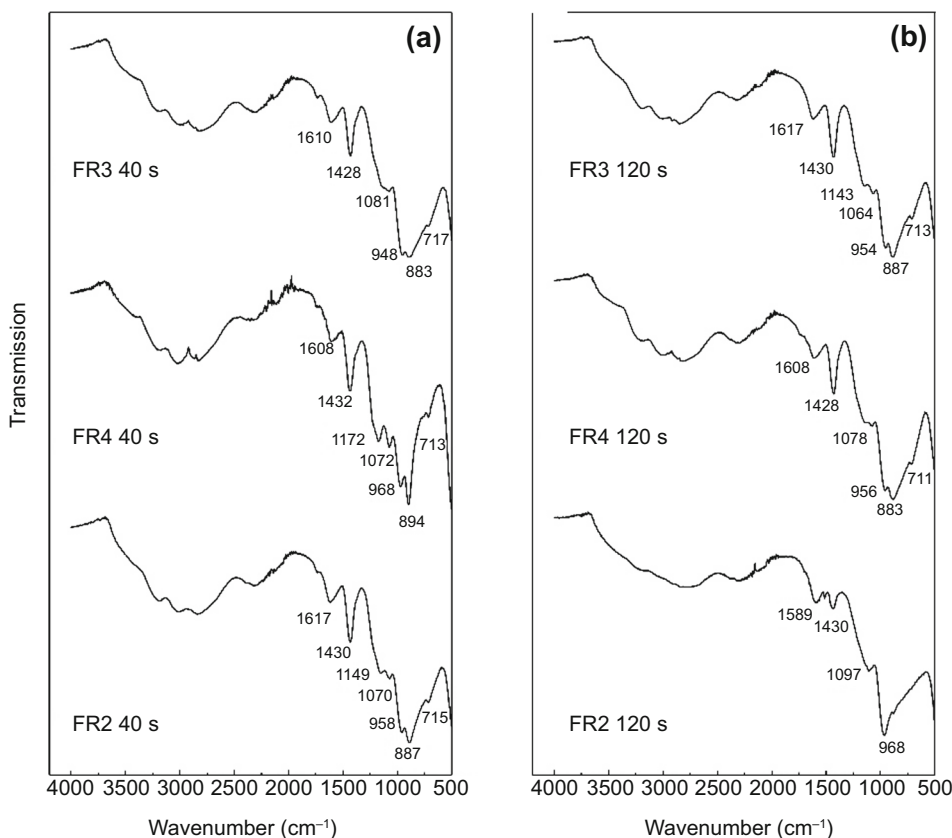 (a)
FR3 40 s
1610
1428
1081
948
883
717
FR4 40 s
1608
1432
1172
1072
968
894
713
FR2 40 s
1617
1430
1149
1070
958
887
715
4000 3500 3000 2500 2000 1500 1000 500
Wavenumber (cm⁻¹)
Transmission
(b)
FR3 120 s
1617
1430
1143
1064
954
887
713
FR4 120 s
1608
1428
1078
956
883
711
FR2 120 s
1589
1430
1097
968
4000 3500 3000 2500 2000 1500 1000 500
Wavenumber (cm⁻¹)